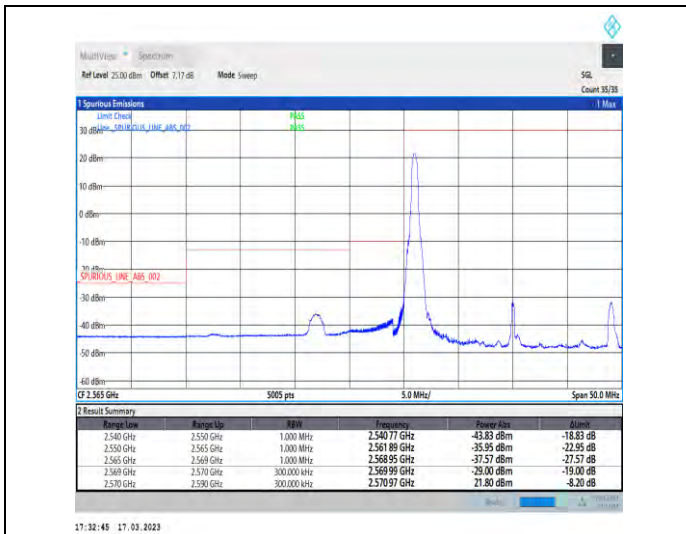 MultiView Spectrum
Ref Level 25.00 dBm Offset 7.17 dB Mode Sweep SGL
Count 35/35
1 Spurious Emissions 1 Max
Limit Check PASS
Line _SPURIOUS_LINE_ABS_002 PASS
30 dBm
20 dBm
10 dBm
0 dBm
-10 dBm
-20 dBm
_SPURIOUS_LINE_ABS_002
-30 dBm
-40 dBm
-50 dBm
-60 dBm
CF 2.565 GHz 5005 pts 5.0 MHz/ Span 50.0 MHz
2 Result Summary
Range Low Range Up RBW Frequency Power Abs ΔLimit
2.540 GHz 2.550 GHz 1.000 MHz 2.540 77 GHz -43.83 dBm -18.83 dB
2.550 GHz 2.565 GHz 1.000 MHz 2.561 89 GHz -35.95 dBm -22.95 dB
2.565 GHz 2.569 GHz 1.000 MHz 2.568 95 GHz -37.57 dBm -27.57 dB
2.569 GHz 2.570 GHz 300.000 kHz 2.569 99 GHz -29.00 dBm -19.00 dB
2.570 GHz 2.590 GHz 300.000 kHz 2.570 97 GHz 21.80 dBm -8.20 dB
17:32:45 17.03.2023